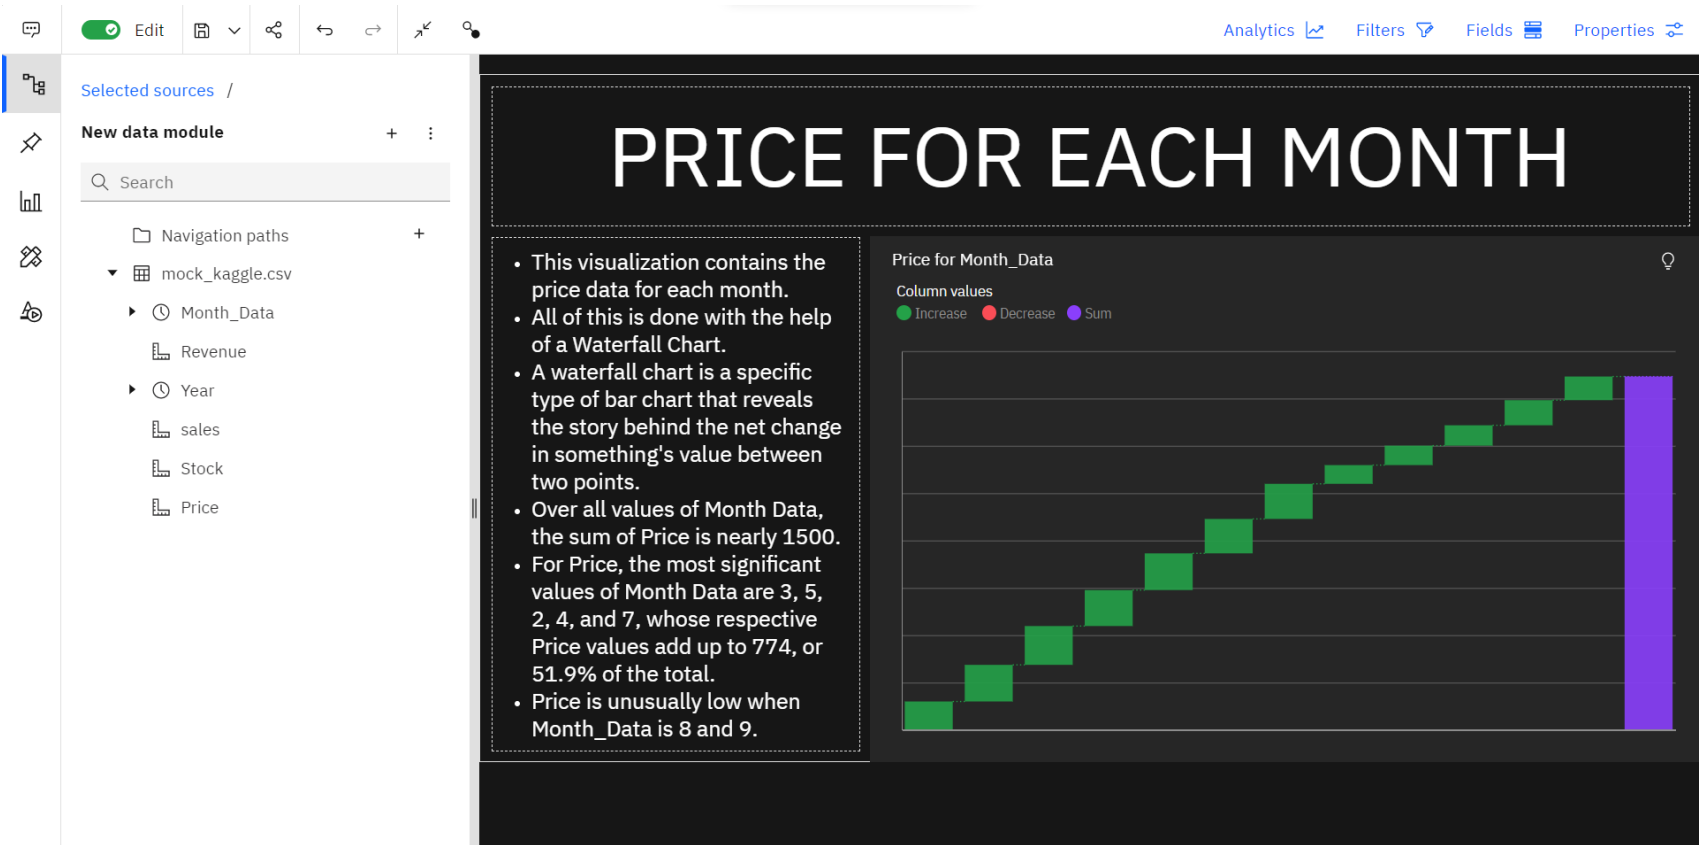 Edit
Analytics
Filters
Fields
Properties
Selected sources /
New data module
Search
Navigation paths
mock_kaggle.csv
Month_Data
Revenue
Year
sales
Stock
Price
PRICE FOR EACH MONTH
• This visualization contains the
price data for each month.
• All of this is done with the help
of a Waterfall Chart.
• A waterfall chart is a specific
type of bar chart that reveals
the story behind the net change
in something's value between
two points.
• Over all values of Month Data,
the sum of Price is nearly 1500.
• For Price, the most significant
values of Month Data are 3, 5,
2, 4, and 7, whose respective
Price values add up to 774, or
51.9% of the total.
• Price is unusually low when
Month_Data is 8 and 9.
Price for Month_Data
Column values
Increase Decrease Sum